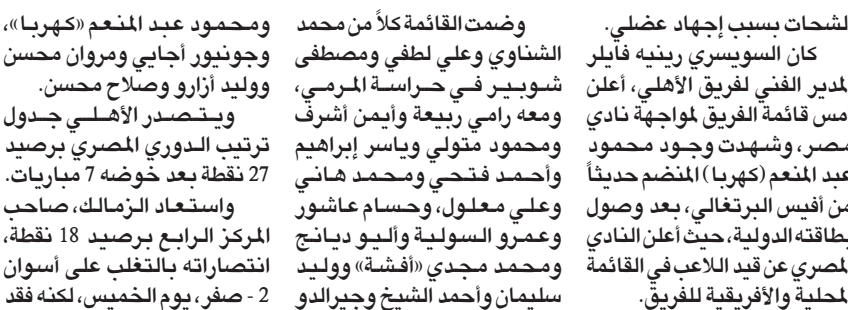 لشحات بسبب إجهاد عضلي.
كان السويسري رينيه فايلر
لمدير الفني لفريق الأهلي، أعلن
مس قائمة الفريق لمواجهة نادي
مصر، وشهدت وجود محمود
عبد المنعم (كهربا) المنضم حديثاً
من أفيس البرتغالي، بعد وصول
بطاقته الدولية، حيث أعلن النادي
لمصري عن قيد اللاعب في القائمة
لمحلية والأفريقية للفريق.
وضمت القائمة كلاً من محمد
الشناوي وعلي لطفي ومصطفى
شوبير في حراسة المرمي،
ومعه رامي ربيعة وأيمن أشرف
ومحمود متولي وياسر إبراهيم
وأحمد فتحي ومحمد هاني
وعلي معلول، وحسام عاشور
وعمرو السولية وأليو ديانج
ومحمد مجدي «أفشة» ووليد
سليمان وأحمد الشيخ وجيرالدو
ومحمود عبد المنعم «كهربا»،
وجونيور أجايي ومروان محسن
ووليد أزارو وصلاح محسن.
ويتصدر الأهلي جدول
ترتيب الدوري المصري برصيد
27 نقطة بعد خوضه 7 مباريات.
واستعاد الزمالك، صاحب
المركز الرابع برصيد 18 نقطة،
انتصاراته بالتغلب على أسوان
2 - صفر، يوم الخميس، لكنه فقد